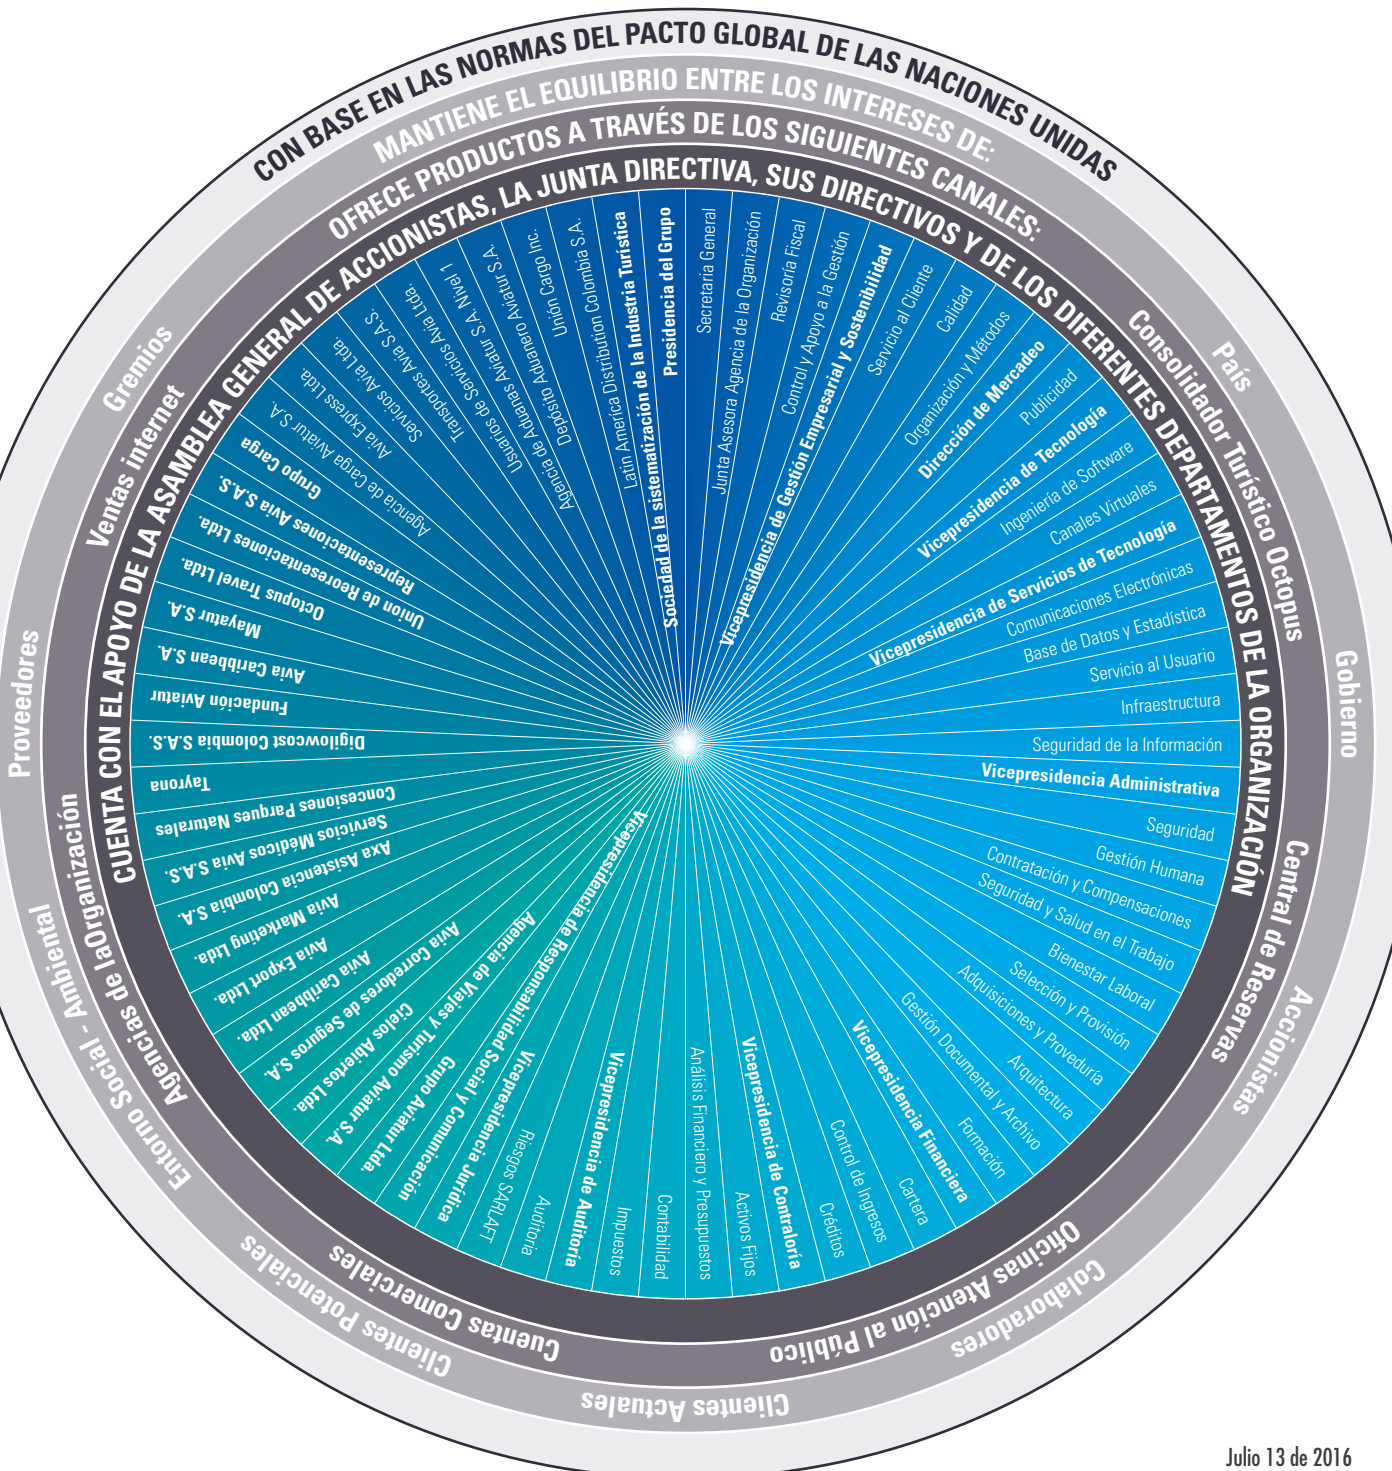 CON BASE EN LAS NORMAS DEL PACTO GLOBAL DE LAS NACIONES UNIDAS
MANTIENE EL EQUILIBRIO ENTRE LOS INTERESES DE:
País
Gobierno
Accionistas
Colaboradores
Clientes Actuales
Clientes Potenciales
Entorno Social - Ambiental
Proveedores
Gremios
OFRECE PRODUCTOS A TRAVÉS DE LOS SIGUIENTES CANALES:
Consolidador Turístico Octopus
Central de Reservas
Oficinas Atención al Público
Cuentas Comerciales
Agencias de laOrganización
Ventas internet
CUENTA CON EL APOYO DE LA ASAMBLEA GENERAL DE ACCIONISTAS, LA JUNTA DIRECTIVA, SUS DIRECTIVOS Y DE LOS DIFERENTES DEPARTAMENTOS DE LA ORGANIZACIÓN
Presidencia del Grupo
Secretaria General
Junta Asesora Agencia de la Organización
Revisoría Fiscal
Control y Apoyo a la Gestión
Vicepresidencia de Gestión Empresarial y Sostenibilidad
Servicio al Cliente
Calidad
Organización y Métodos
Dirección de Mercadeo
Publicidad
Vicepresidencia de Tecnología
Ingeniería de Software
Canales Virtuales
Vicepresidencia de Servicios de Tecnología
Comunicaciones Electrónicas
Base de Datos y Estadística
Servicio al Usuario
Infraestructura
Seguridad de la Información
Vicepresidencia Administrativa
Seguridad
Gestión Humana
Contratación y Compensaciones
Seguridad y Salud en el Trabajo
Bienestar Laboral
Selección y Provisión
Adquisiciones y Proveduría
Arquitectura
Gestión Documental y Archivo
Formación
Vicepresidencia Financiera
Cartera
Control de Ingresos
Créditos
Vicepresidencia de Contraloría
Activos Fijos
Análisis Financiero y Presupuestos
Contabilidad
Impuestos
Vicepresidencia de Auditoría
Auditoria
Riesgos SARLAFT
Vicepresidencia Jurídica
Vicepresidencia de Responsabilidad Social y Comunicación
Grupo Aviatur Ltda.
Agencia de Viajes y Turismo Aviatur S.A.
Cielos Abiertos Ltda.
Avia Corredores de Seguros S.A.
Avia Caribbean Ltda.
Avia Export Ltda.
Avia Marketing Ltdg.
Axa Asistencia Colombia S.A.
Servicios Médicos Avia S.A.S.
Concesiones Parques Naturales
Tayrona
Digillowcost Colombia S.A.S.
Fundación Aviatur
Avia Caribbean S.A.
Mayatur S.A.
Octopus Travel Ltda.
Union de Reoresentaciones Ltda.
Representaciones Avia S.A.S.
Grupo Carga
Agencia de Carga Aviatur S.A.
Avia Express Ltda.
Servicios Avia Ltda.
Transportes Avia S.A.S.
Usuarios de Servicios Avia Ltda.
Agencia de Aduanas Aviatur S.A. Nivel 1
Depósito Aduanero Aviatur S.A.
Unión Cargo Inc.
Latin America Distribution Colombia S.A.
Sociedad de la sistematización de la Industria Turística
Julio 13 de 2016